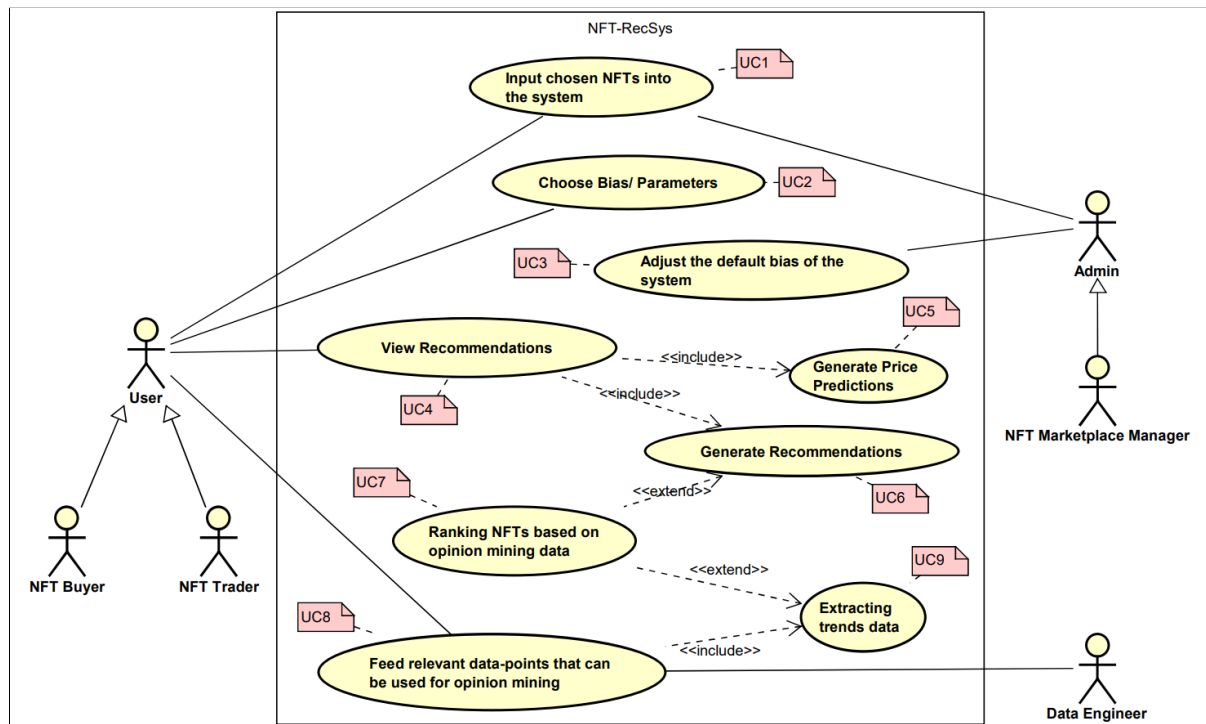 NFT-RecSys
UC1
Input chosen NFTs into
the system
UC2
Choose Bias/ Parameters
UC3
Adjust the default bias of the
system
Admin
UC5
View Recommendations
<<include>>
Generate Price
Predictions
User
<<include>>
UC4
NFT Marketplace Manager
Generate Recommendations
UC7
<<extend>>
UC6
Ranking NFTs based on
opinion mining data
UC9
NFT Buyer
NFT Trader
<<extend>>
Extracting
trends data
UC8
<<include>>
Feed relevant data-points that can
be used for opinion mining
Data Engineer